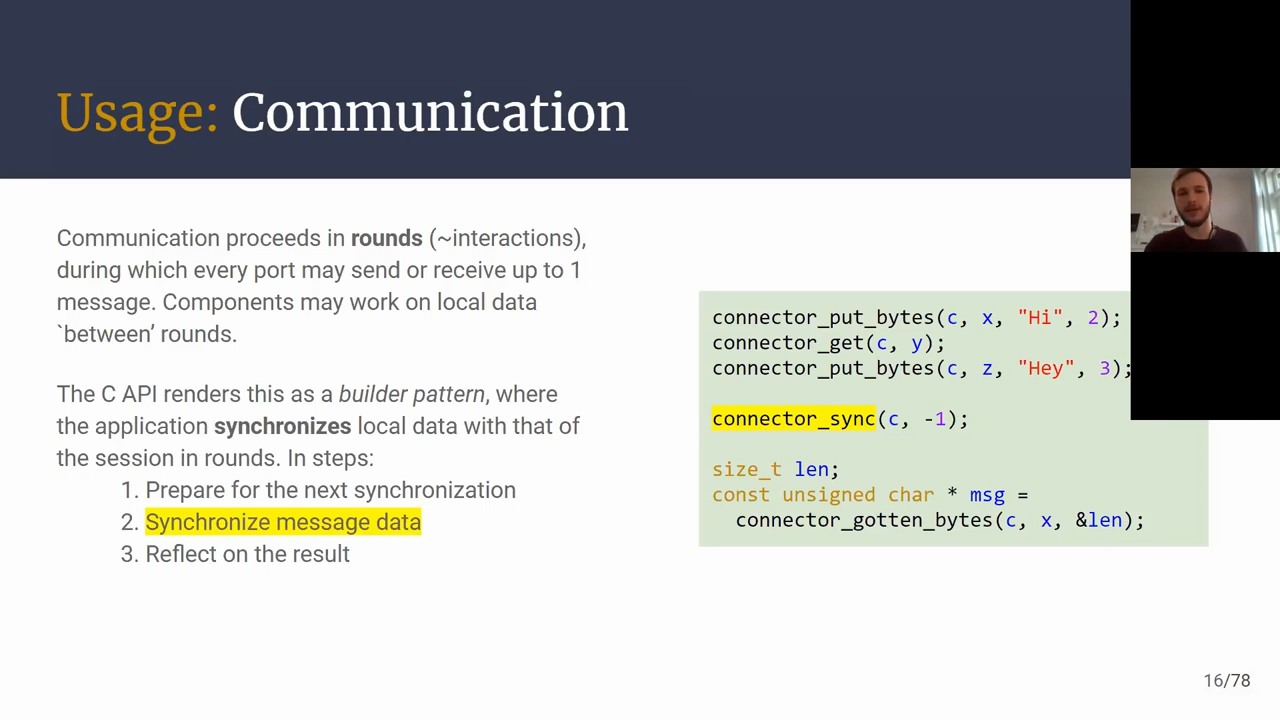 Usage: Communication
Communication proceeds in rounds (~interactions),
during which every port may send or receive up to 1
message. Components may work on local data
`between’ rounds.
The C API renders this as a builder pattern, where
the application synchronizes local data with that of
the session in rounds. In steps:
1. Prepare for the next synchronization
2. Synchronize message data
3. Reflect on the result
connector_put_bytes(c, x, "Hi", 2);
connector_get(c, y);
connector_put_bytes(c, z, "Hey", 3);
connector_sync(c, -1);
size_t len;
const unsigned char * msg =
connector_gotten_bytes(c, x, &len);
16/78